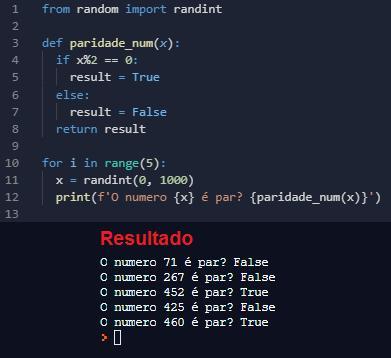 1 from random import randint
2
3 def paridade_num(x):
4 if x%2 == 0:
5 result = True
6 else:
7 result = False
8 return result
9
10 for i in range(5):
11 x = randint(0, 1000)
12 print(f'O numero {x} é par? {paridade_num(x)}')
13
Resultado
O numero 71 é par? False
O numero 267 é par? False
O numero 452 é par? True
O numero 425 é par? False
O numero 460 é par? True
>